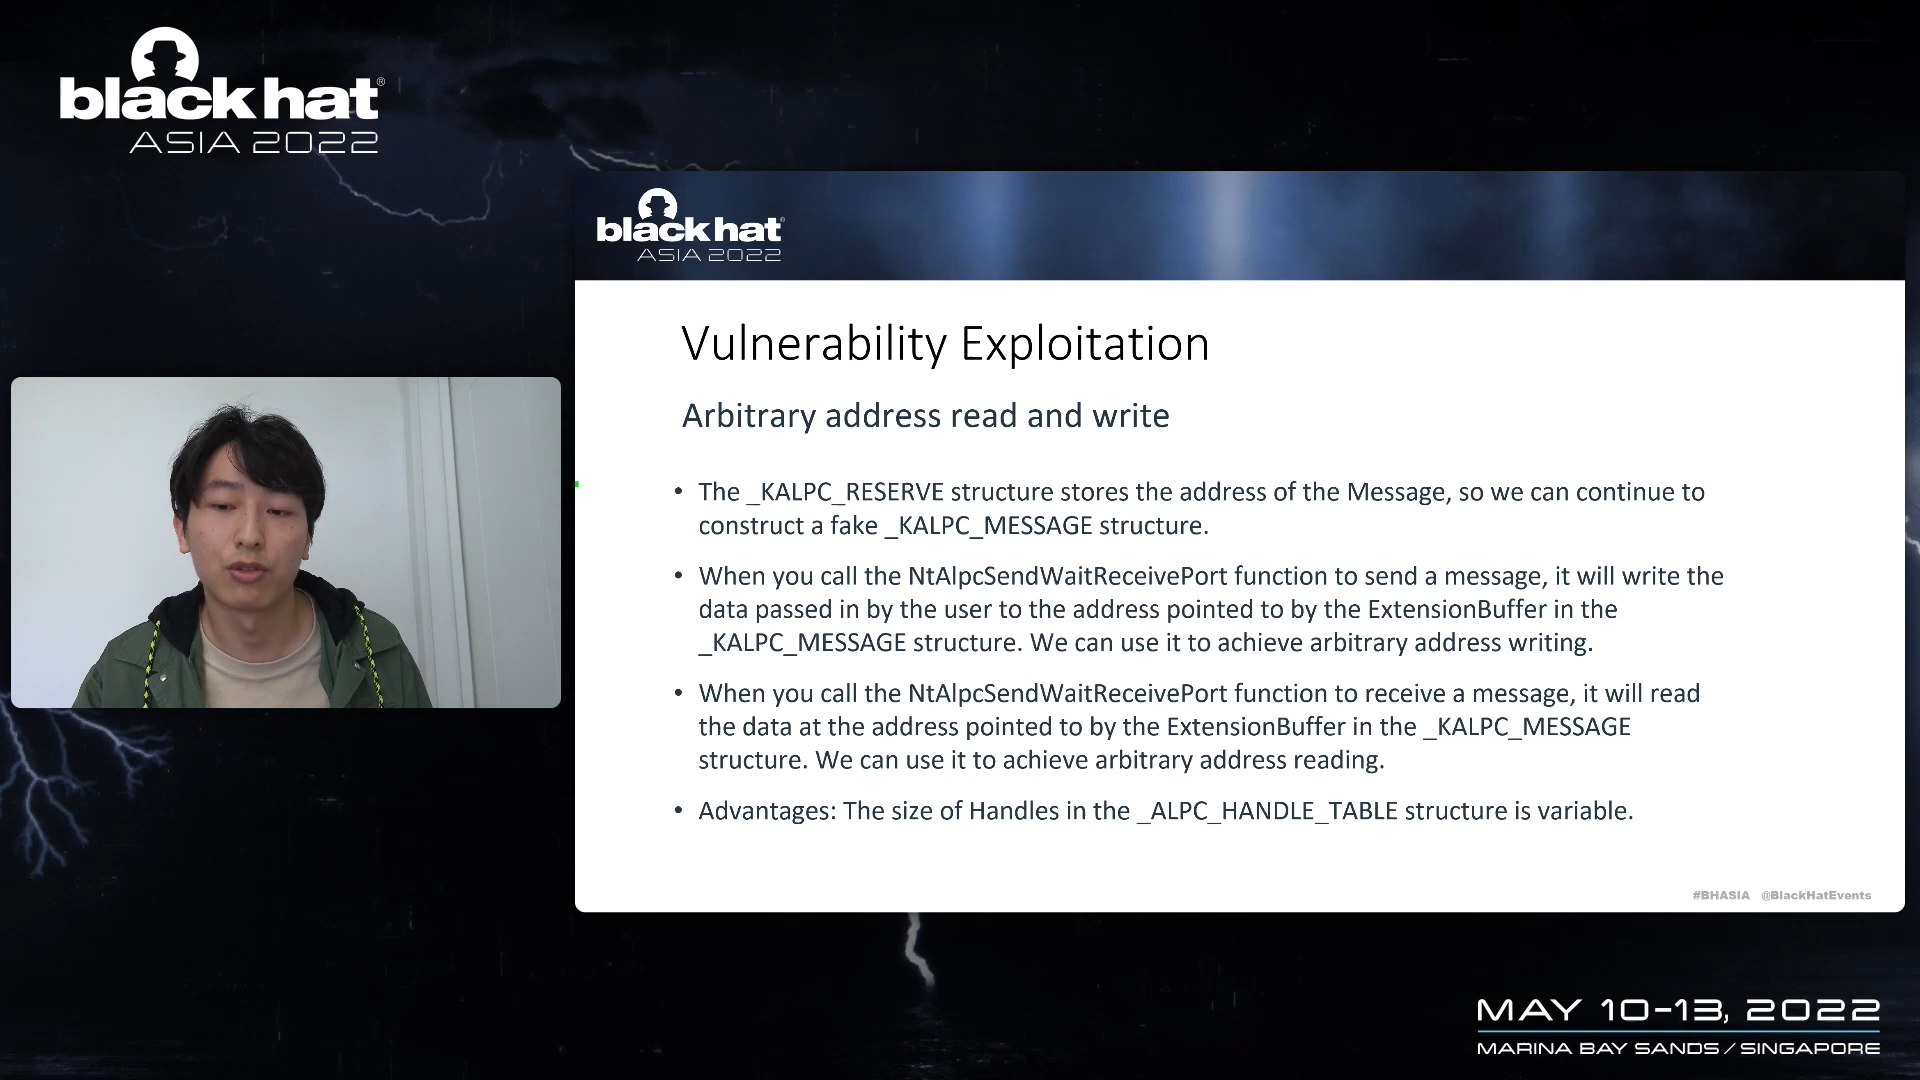 black hat®
ASIA 2022
black hat®
ASIA 2022
Vulnerability Exploitation
Arbitrary address read and write
• The _KALPC_RESERVE structure stores the address of the Message, so we can continue to
construct a fake _KALPC_MESSAGE structure.
• When you call the NtAlpcSendWaitReceivePort function to send a message, it will write the
data passed in by the user to the address pointed to by the ExtensionBuffer in the
_KALPC_MESSAGE structure. We can use it to achieve arbitrary address writing.
• When you call the NtAlpcSendWaitReceivePort function to receive a message, it will read
the data at the address pointed to by the ExtensionBuffer in the _KALPC_MESSAGE
structure. We can use it to achieve arbitrary address reading.
• Advantages: The size of Handles in the _ALPC_HANDLE_TABLE structure is variable.
#BHASIA @BlackHatEvents
MAY 10-13, 2022
MARINA BAY SANDS / SINGAPORE